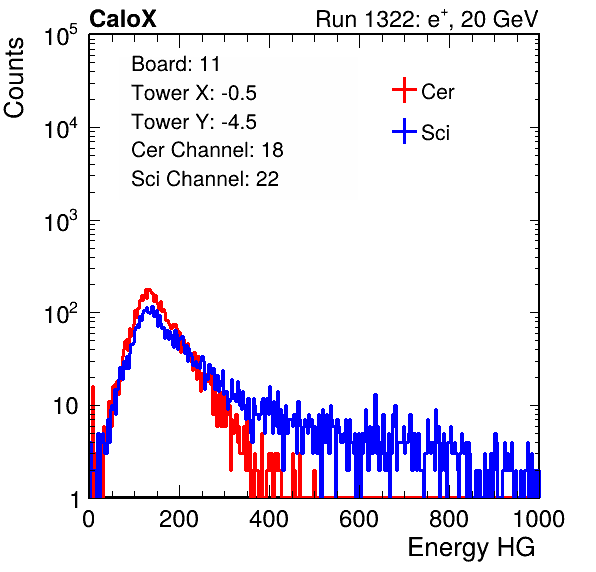 CaloX Run 1322: e⁺, 20 GeV
Counts
Board: 11
Tower X: -0.5
Tower Y: -4.5
Cer Channel: 18
Sci Channel: 22
Cer
Sci
10⁵
10⁴
10³
10²
10
1
0 200 400 600 800 1000
Energy HG